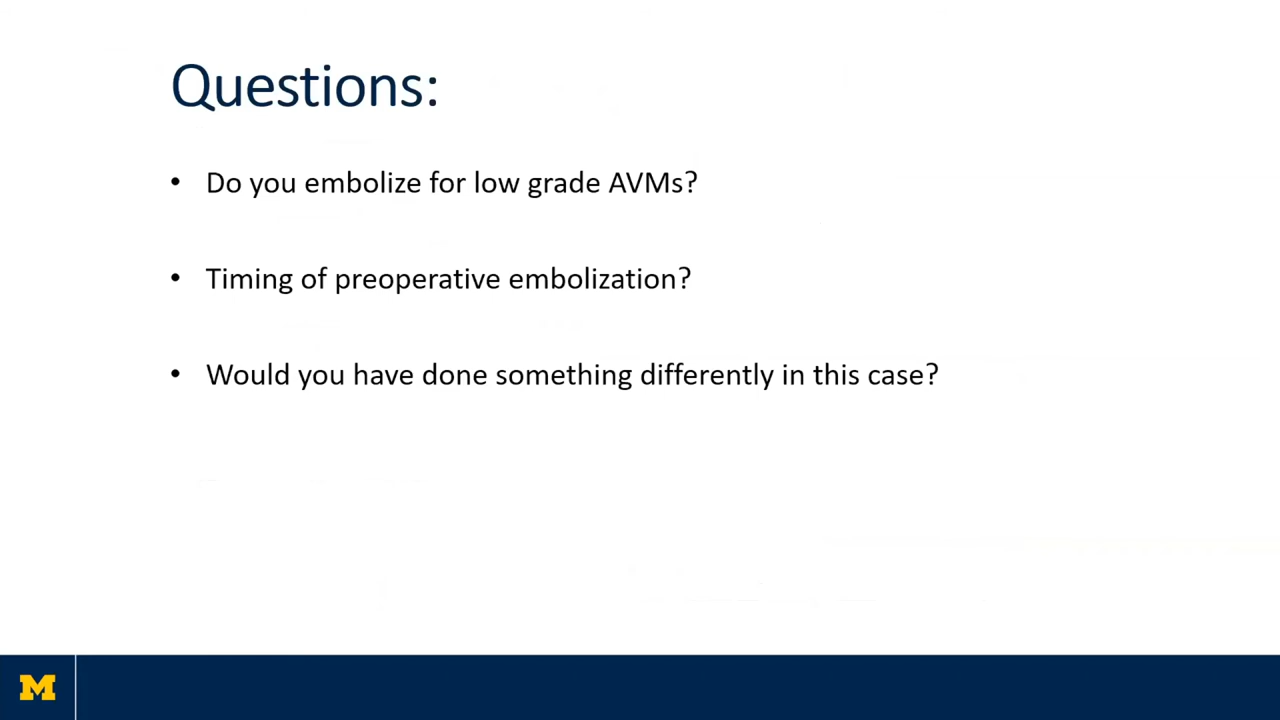 Questions:
• Do you embolize for low grade AVMs?
• Timing of preoperative embolization?
• Would you have done something differently in this case?
M